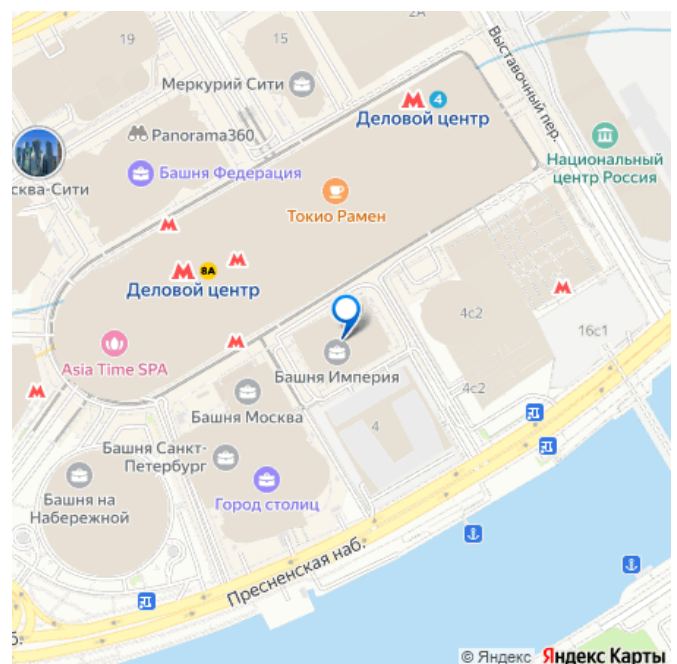 2А
19
15
Выставочный пер.
Меркурий Сити
4
Деловой центр
Panorama360
Национальный
центр Россия
сква-Сити
Башня Федерация
Токио Рамен
8А
Деловой центр
4с2
16с1
Asia Time SPA
Башня Империя
4с2
Башня Москва
4
Башня Санкт-
Петербург
Город столиц
Башня на
Набережной
Пресненская наб.
б.
© Яндекс Яндекс Карты